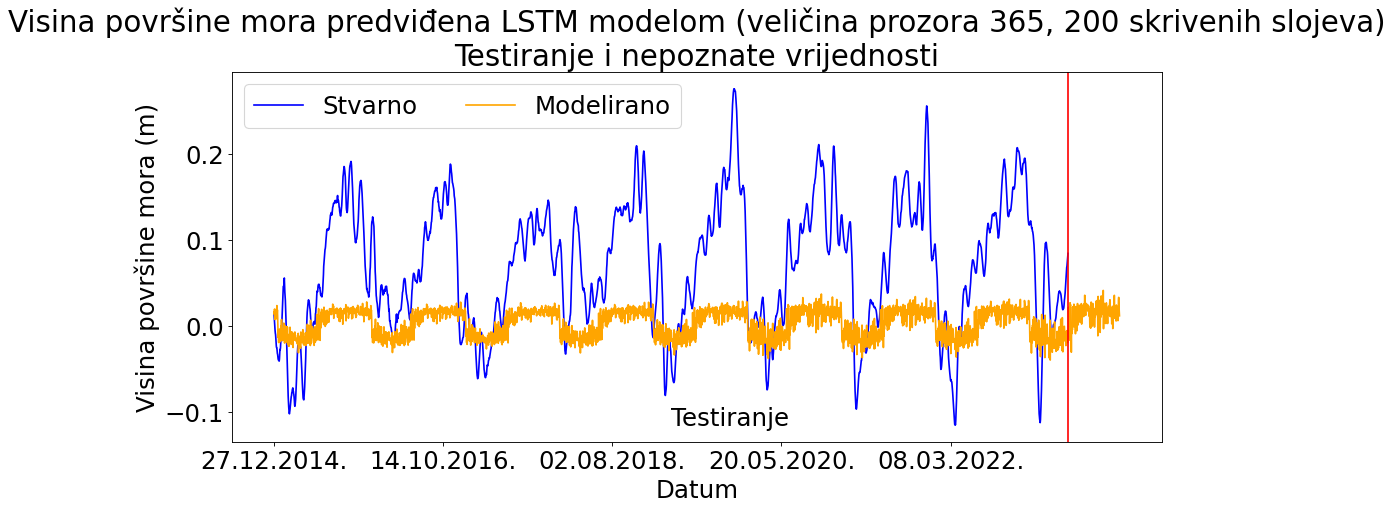 Visina površine mora predviđena LSTM modelom (veličina prozora 365, 200 skrivenih slojeva)
Testiranje i nepoznate vrijednosti
Stvarno
Modelirano
Visina površine mora (m)
0.2
0.1
0.0
−0.1
Testiranje
27.12.2014.
14.10.2016.
02.08.2018.
20.05.2020.
08.03.2022.
Datum